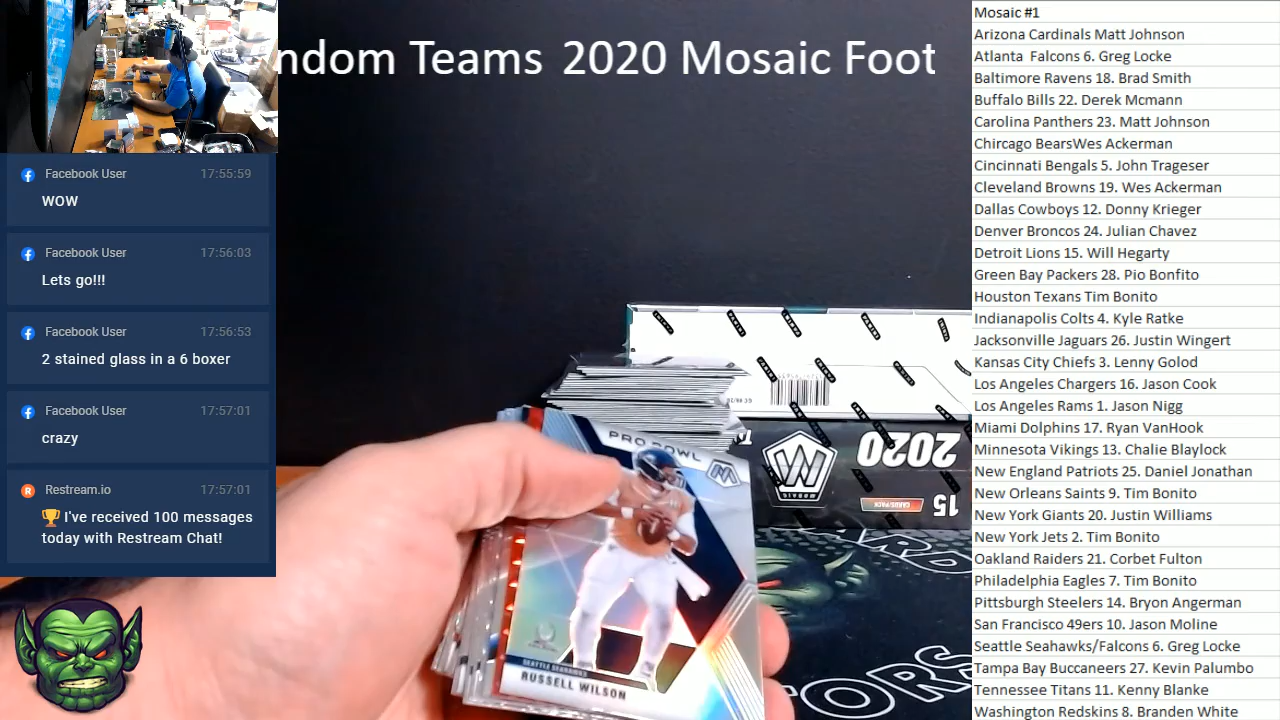 ndom Teams 2020 Mosaic Foot
Facebook User 17:55:59
WOW
Facebook User 17:56:03
Lets go!!!
Facebook User 17:56:53
2 stained glass in a 6 boxer
Facebook User 17:57:01
crazy
Restream.io 17:57:01
🏆 I've received 100 messages
today with Restream Chat!
PRO BOWL
SEATTLE SEAHAWKS
RUSSELL WILSON
2020
MOSAIC
15
CARDS/PACK
ORS
Mosaic #1
Arizona Cardinals Matt Johnson
Atlanta Falcons 6. Greg Locke
Baltimore Ravens 18. Brad Smith
Buffalo Bills 22. Derek Mcmann
Carolina Panthers 23. Matt Johnson
Chircago BearsWes Ackerman
Cincinnati Bengals 5. John Trageser
Cleveland Browns 19. Wes Ackerman
Dallas Cowboys 12. Donny Krieger
Denver Broncos 24. Julian Chavez
Detroit Lions 15. Will Hegarty
Green Bay Packers 28. Pio Bonfito
Houston Texans Tim Bonito
Indianapolis Colts 4. Kyle Ratke
Jacksonville Jaguars 26. Justin Wingert
Kansas City Chiefs 3. Lenny Golod
Los Angeles Chargers 16. Jason Cook
Los Angeles Rams 1. Jason Nigg
Miami Dolphins 17. Ryan VanHook
Minnesota Vikings 13. Chalie Blaylock
New England Patriots 25. Daniel Jonathan
New Orleans Saints 9. Tim Bonito
New York Giants 20. Justin Williams
New York Jets 2. Tim Bonito
Oakland Raiders 21. Corbet Fulton
Philadelphia Eagles 7. Tim Bonito
Pittsburgh Steelers 14. Bryon Angerman
San Francisco 49ers 10. Jason Moline
Seattle Seahawks/Falcons 6. Greg Locke
Tampa Bay Buccaneers 27. Kevin Palumbo
Tennessee Titans 11. Kenny Blanke
Washington Redskins 8. Branden White